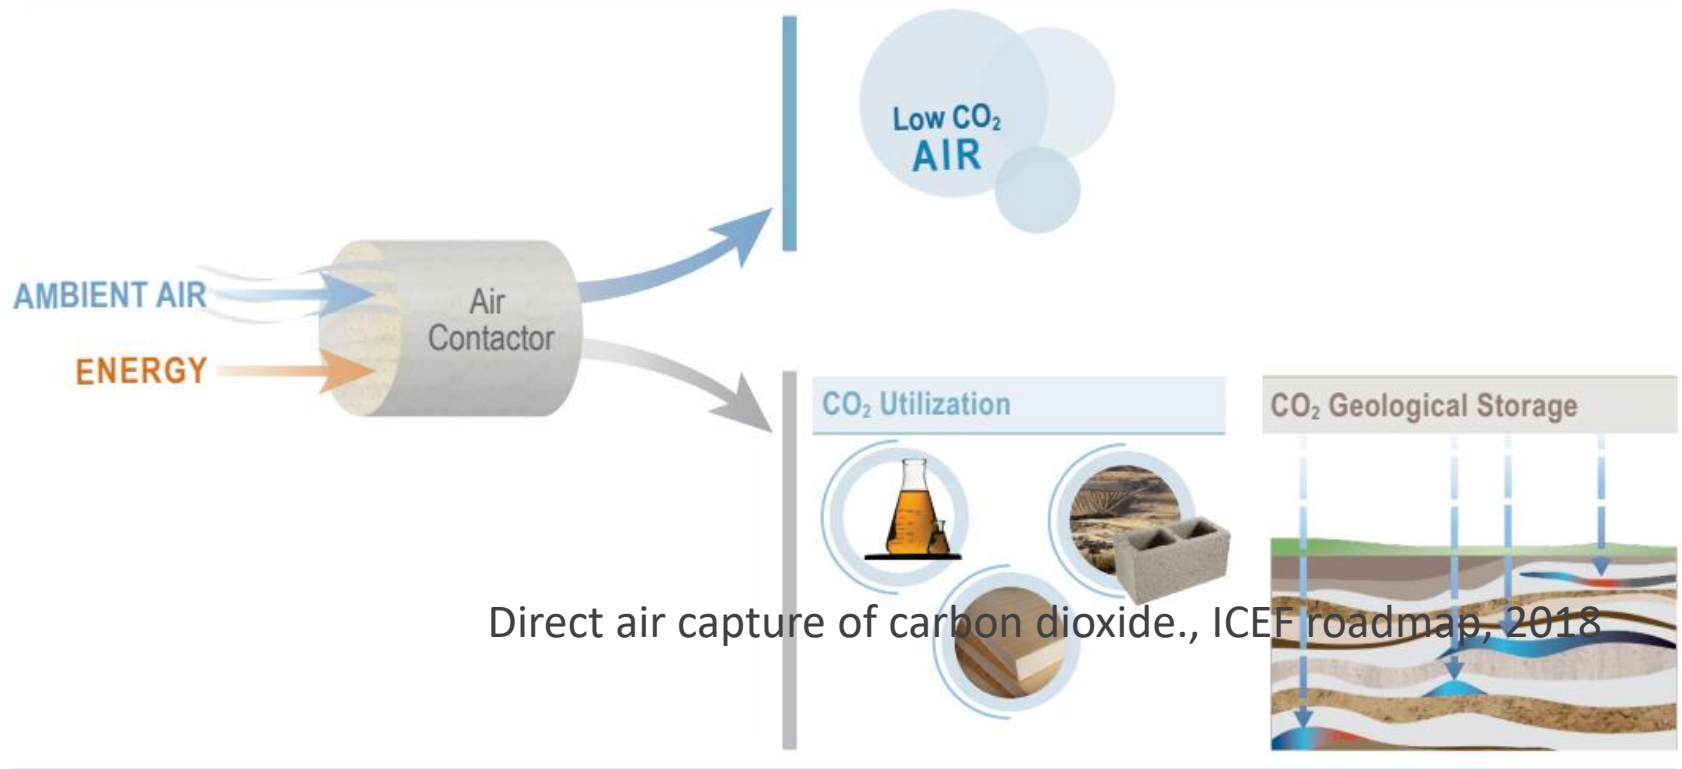 Low CO₂
AIR
AMBIENT AIR
ENERGY
Air
Contactor
CO₂ Utilization
CO₂ Geological Storage
Direct air capture of carbon dioxide., ICEF roadmap, 2018